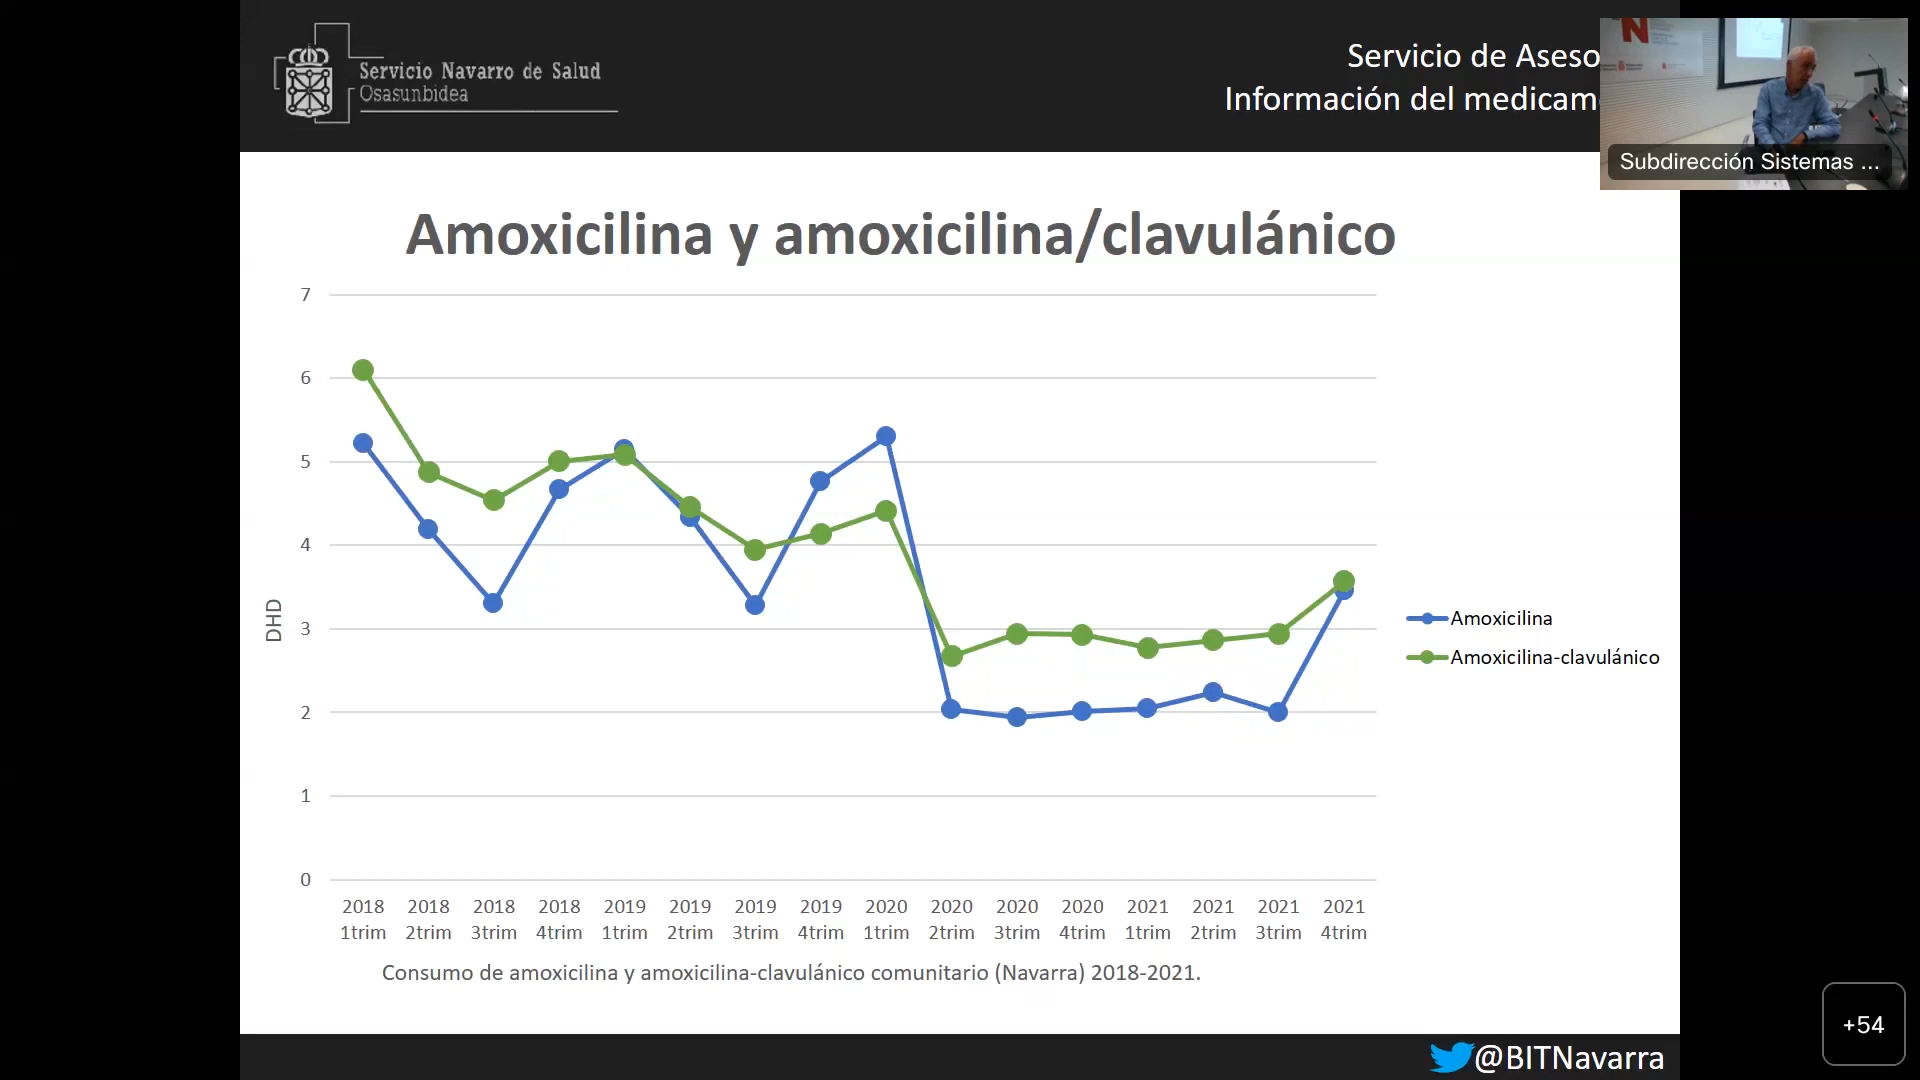 Servicio Navarro de Salud
Osasunbidea
Servicio de Aseso
Información del medicam
N
Subdirección Sistemas ...
Amoxicilina y amoxicilina/clavulánico
7
6
5
4
3
2
1
0
DHD
Amoxicilina
Amoxicilina-clavulánico
2018 2018 2018 2018 2019 2019 2019 2019 2020 2020 2020 2020 2021 2021 2021 2021
1trim 2trim 3trim 4trim 1trim 2trim 3trim 4trim 1trim 2trim 3trim 4trim 1trim 2trim 3trim 4trim
Consumo de amoxicilina y amoxicilina-clavulánico comunitario (Navarra) 2018-2021.
+54
@BITNavarra